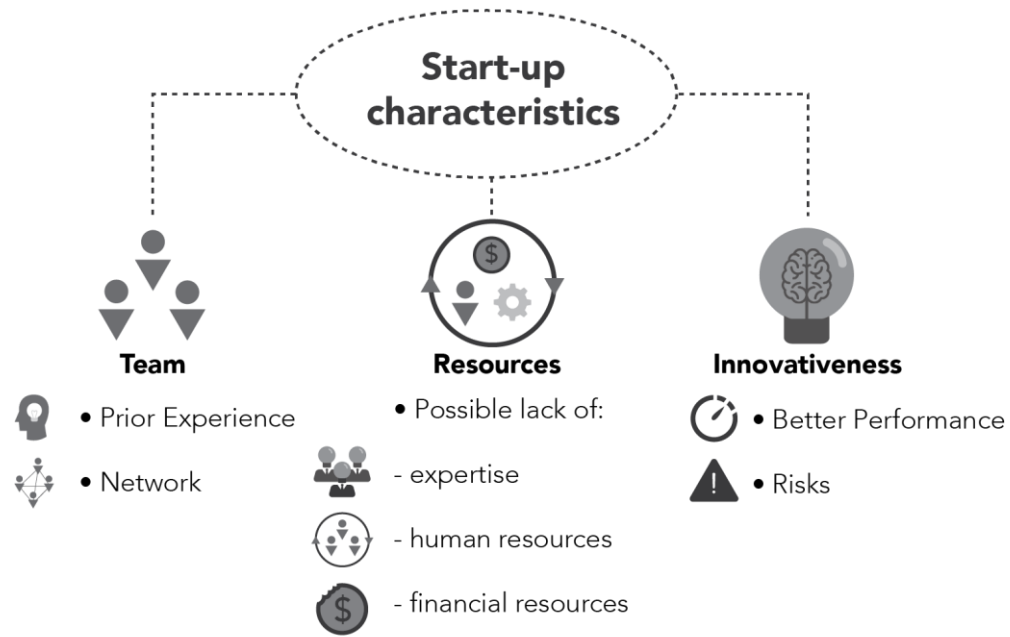 Start-up
characteristics
Team
• Prior Experience
• Network
Resources
• Possible lack of:
- expertise
- human resources
- financial resources
Innovativeness
• Better Performance
• Risks
$
!
$